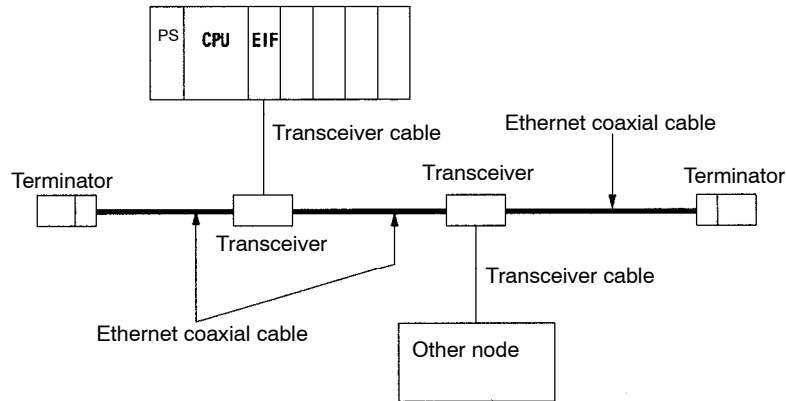 PS CPU EIF
Transceiver cable
Ethernet coaxial cable
Terminator
Transceiver
Terminator
Transceiver
Transceiver cable
Ethernet coaxial cable
Other node